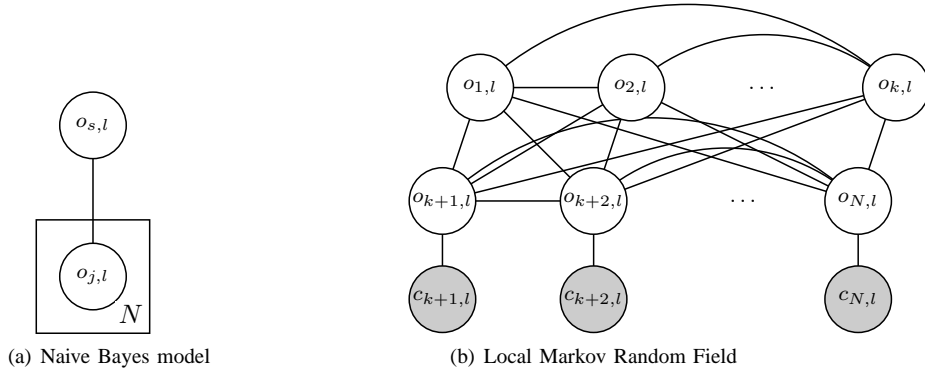 o_{1,l} o_{2,l} ⋯ o_{k,l}
o_{s,l}
o_{k+1,l} o_{k+2,l} ⋯ o_{N,l}
o_{j,l}
N
c_{k+1,l} c_{k+2,l} c_{N,l}
(a) Naive Bayes model
(b) Local Markov Random Field